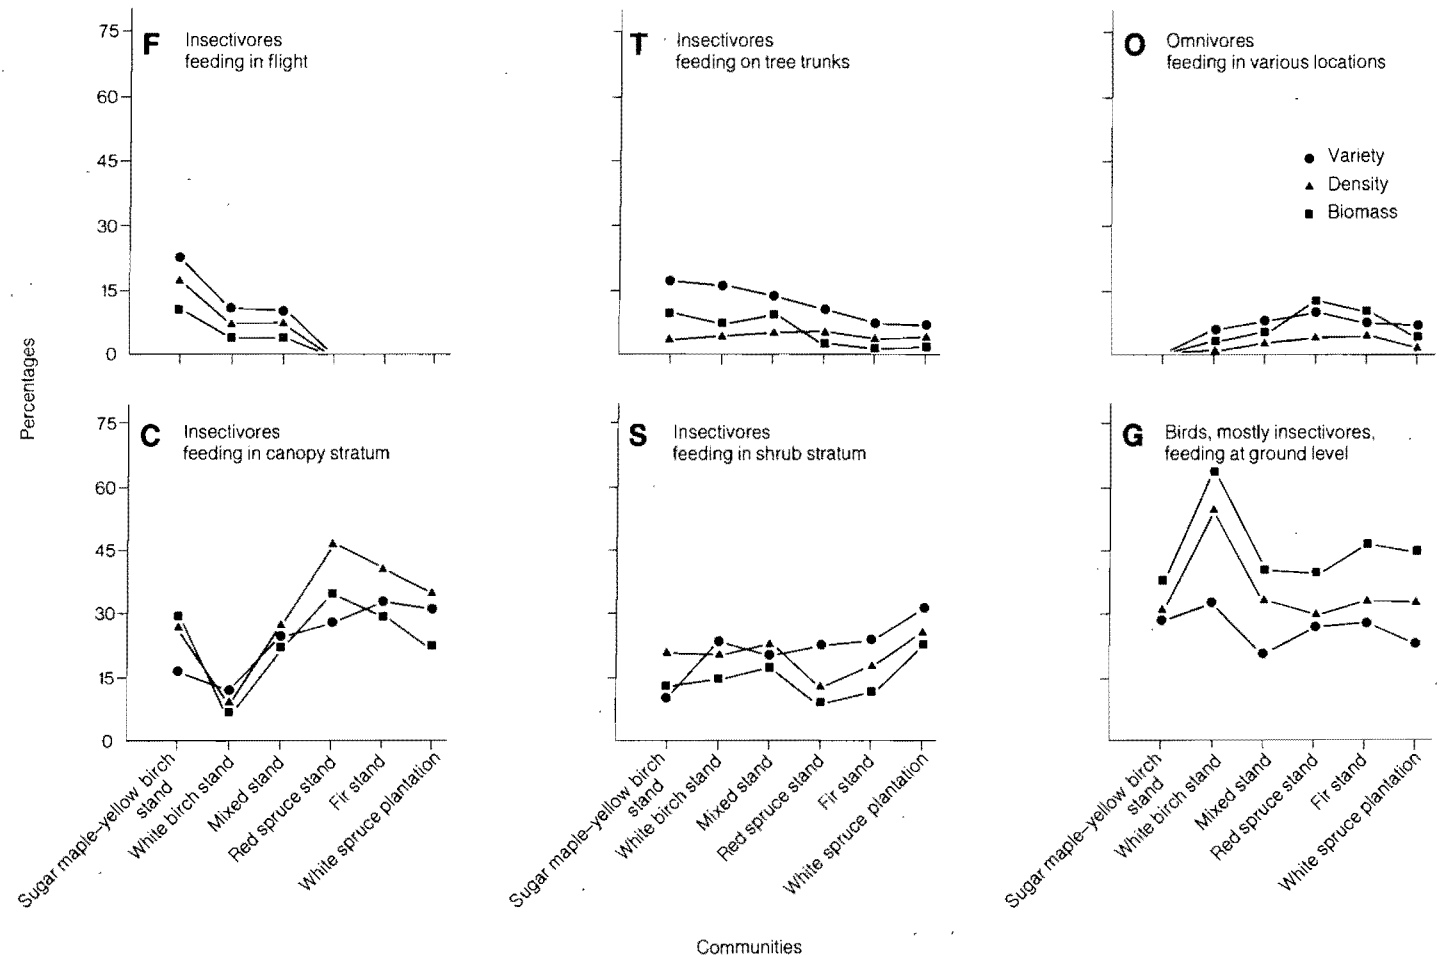 75
60
45
30
15
0
F Insectivores
feeding in flight
T Insectivores
feeding on tree trunks
O Omnivores
feeding in various locations
Variety
Density
Biomass
Percentages
75
60
45
30
15
0
C Insectivores
feeding in canopy stratum
S Insectivores
feeding in shrub stratum
G Birds, mostly insectivores,
feeding at ground level
Sugar maple–yellow birch
stand
White birch stand
Mixed stand
Red spruce stand
Fir stand
White spruce plantation
Sugar maple–yellow birch
stand
White birch stand
Mixed stand
Red spruce stand
Fir stand
White spruce plantation
Sugar maple–yellow birch
stand
White birch stand
Mixed stand
Red spruce stand
Fir stand
White spruce plantation
Communities